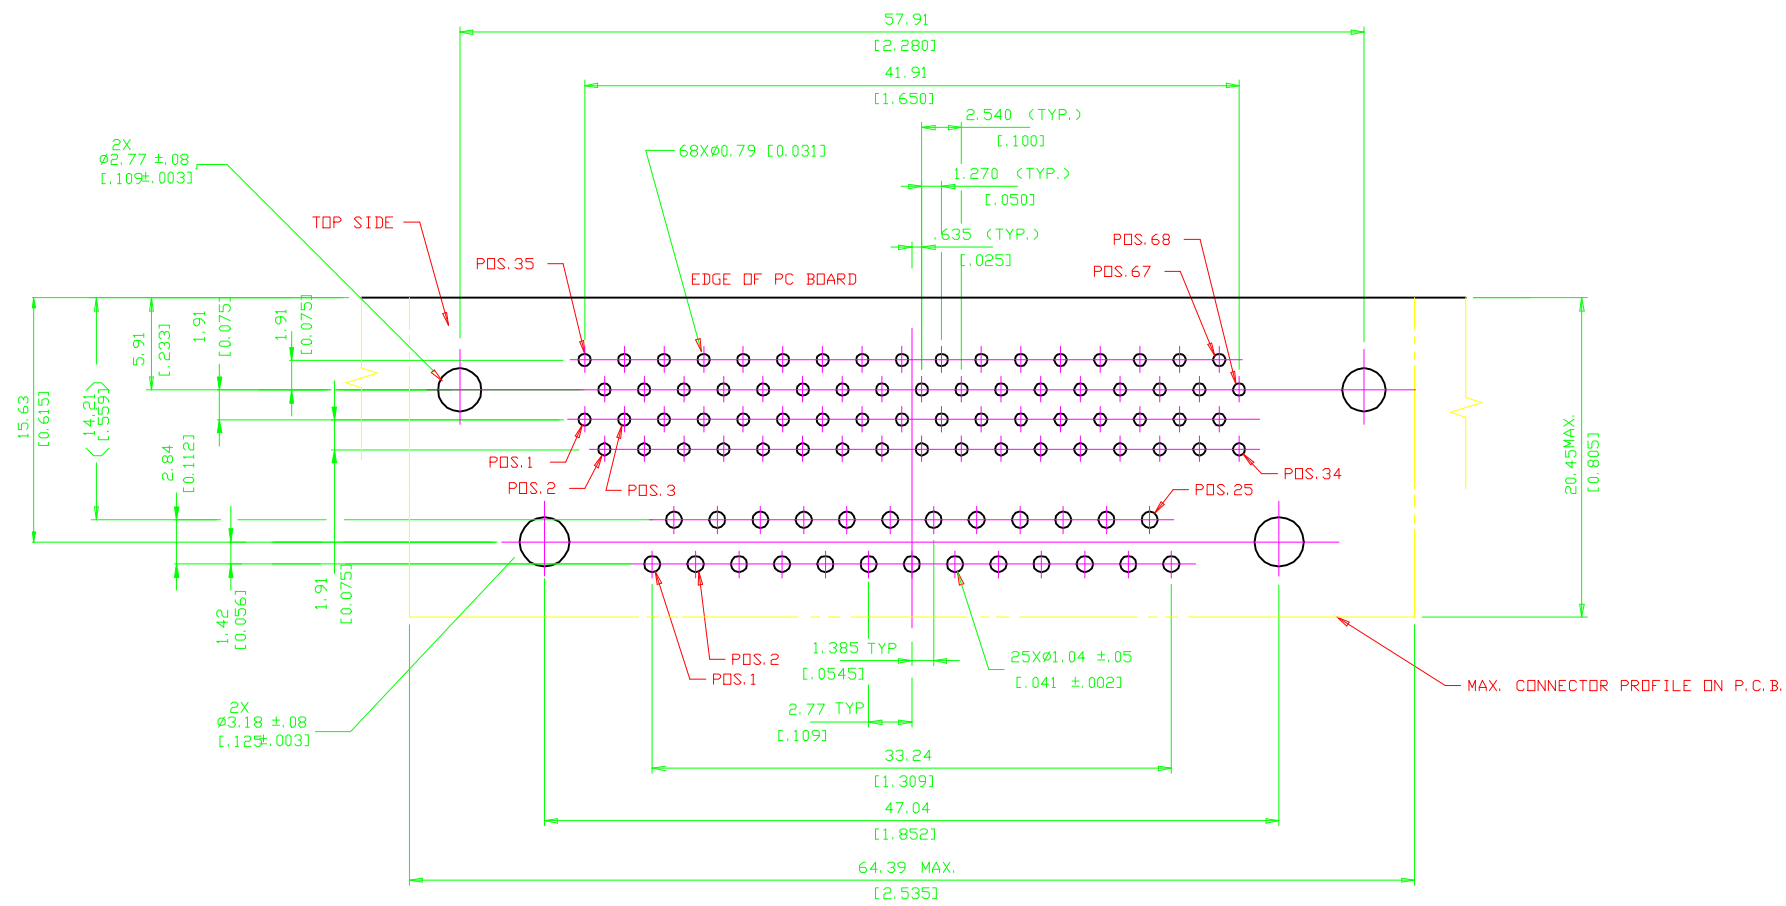 57.91
[2.280]
41.91
[1.650]
2.540 (TYP.)
[.100]
2X
ø2.77 ±.08
[.109±.003]
68Xø0.79 [0.031]
1.270 (TYP.)
[.050]
TOP SIDE
.635 (TYP.)
[.025]
POS.68
POS.35
POS.67
EDGE OF PC BOARD
15.63
[0.615]
(14.21)
[.559]
5.91
[.233]
1.91
[0.075]
1.91
[0.075]
2.84
[0.112]
20.45MAX.
[0.805]
POS.1
POS.2
POS.3
POS.34
POS.25
1.42
[0.056]
1.91
[0.075]
1.385 TYP
[.0545]
POS.2
POS.1
25Xø1.04 ±.05
[.041 ±.002]
MAX. CONNECTOR PROFILE ON P.C.B.
2X
ø3.18 ±.08
[.125±.003]
2.77 TYP
[.109]
33.24
[1.309]
47.04
[1.852]
64.39 MAX.
[2.535]